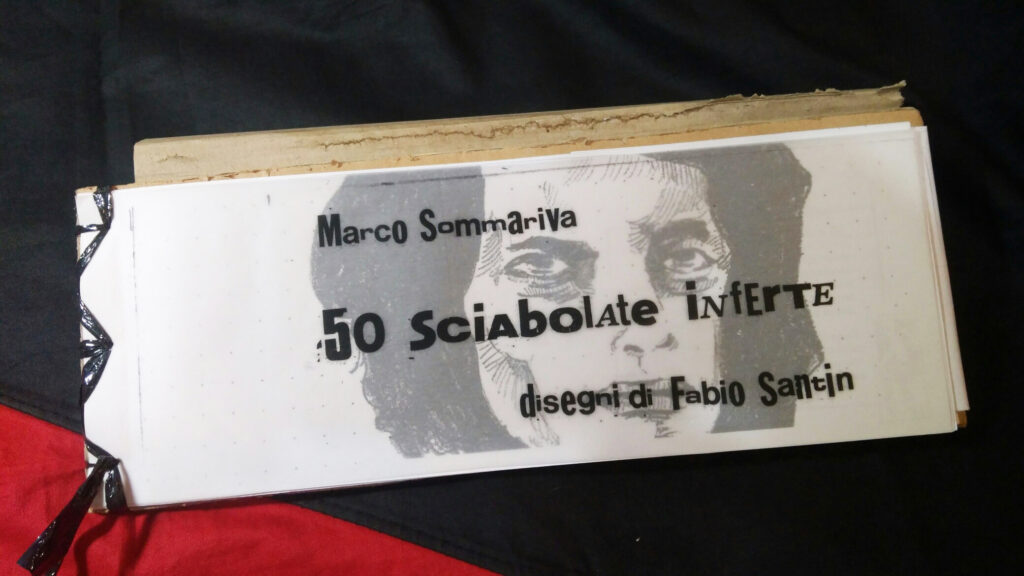 Marco Sommariva
50 Sciabolate inferte
disegni di Fabio Santin